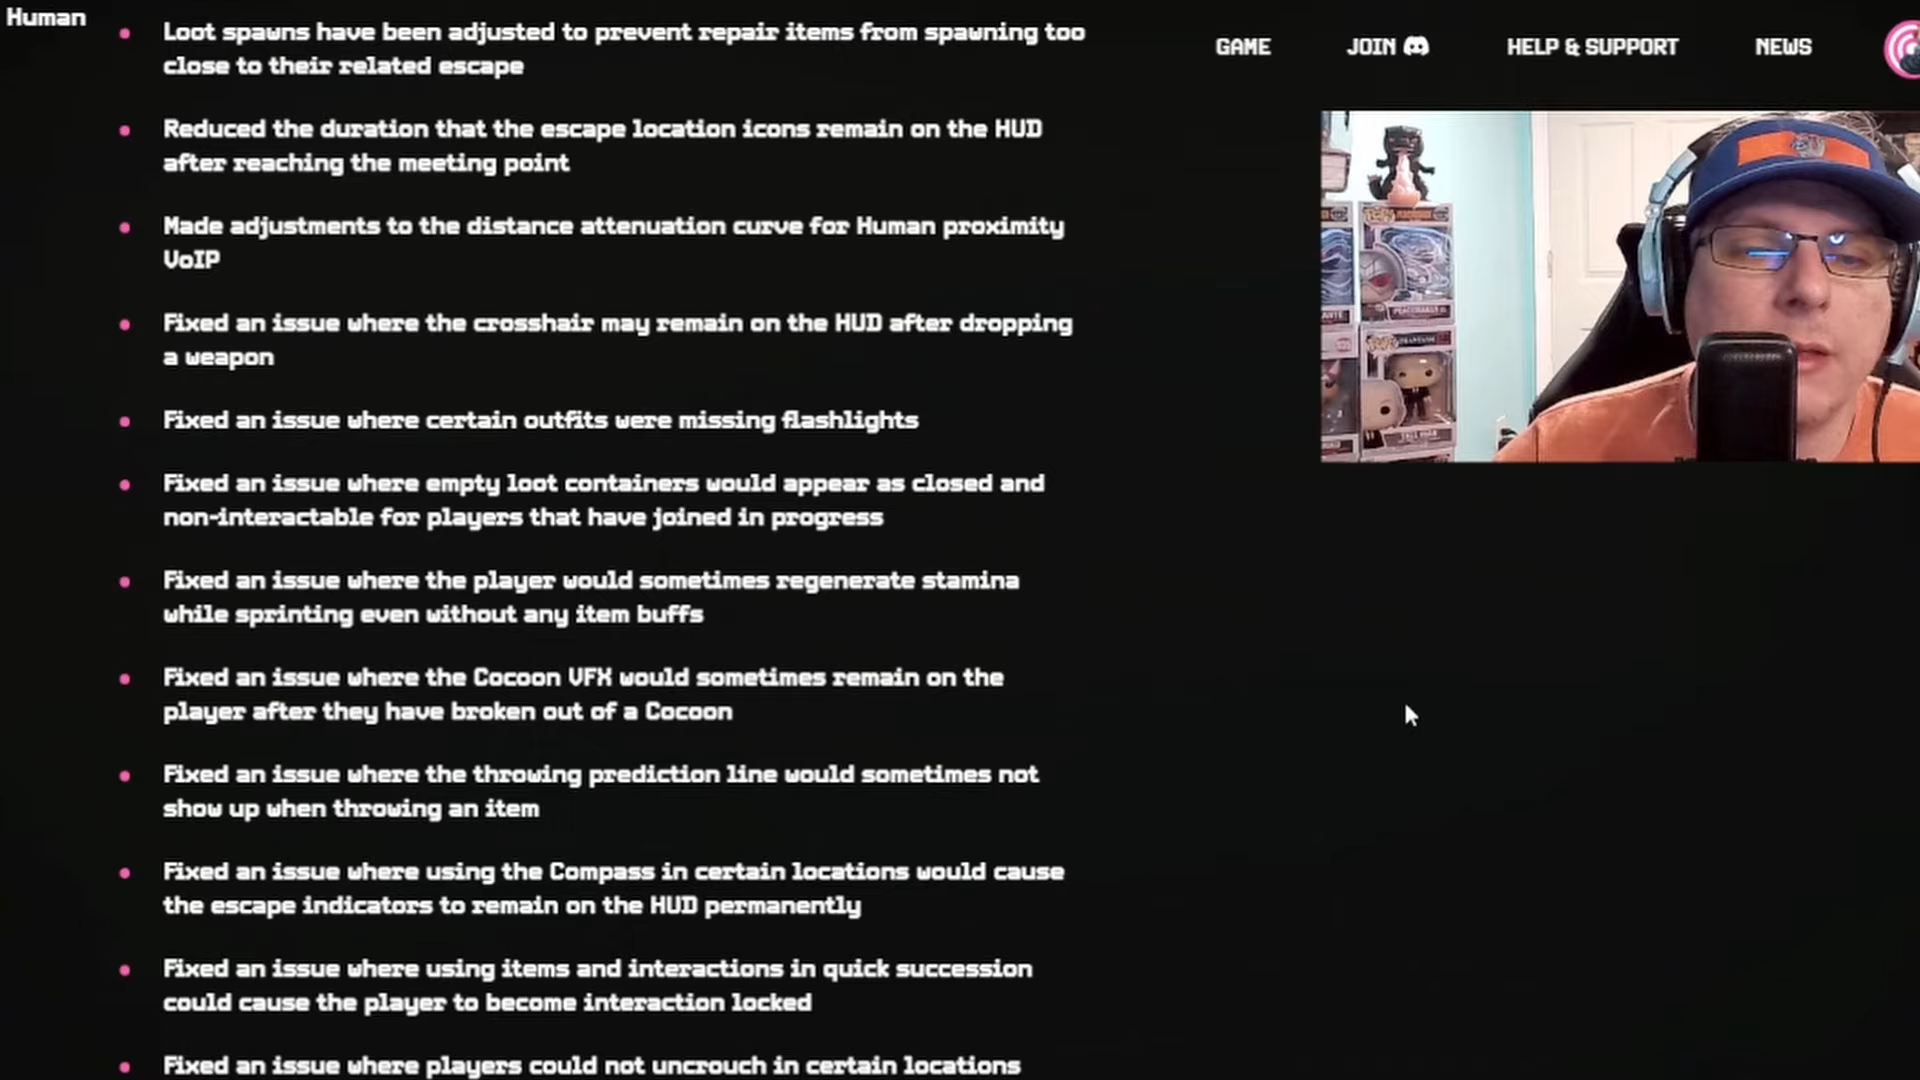 Human
GAME JOIN HELP & SUPPORT NEWS
Loot spawns have been adjusted to prevent repair items from spawning too
close to their related escape
Reduced the duration that the escape location icons remain on the HUD
after reaching the meeting point
Made adjustments to the distance attenuation curve for Human proximity
VoIP
Fixed an issue where the crosshair may remain on the HUD after dropping
a weapon
Fixed an issue where certain outfits were missing flashlights
Fixed an issue where empty loot containers would appear as closed and
non-interactable for players that have joined in progress
Fixed an issue where the player would sometimes regenerate stamina
while sprinting even without any item buffs
Fixed an issue where the Cocoon VFX would sometimes remain on the
player after they have broken out of a Cocoon
Fixed an issue where the throwing prediction line would sometimes not
show up when throwing an item
Fixed an issue where using the Compass in certain locations would cause
the escape indicators to remain on the HUD permanently
Fixed an issue where using items and interactions in quick succession
could cause the player to become interaction locked
Fixed an issue where players could not uncrouch in certain locations